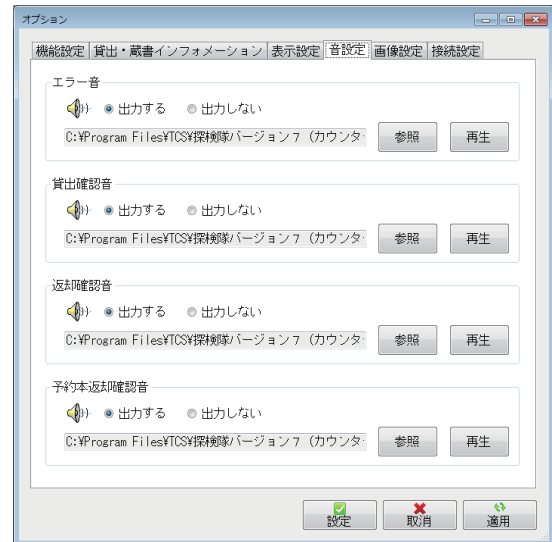 オプション
機能設定 貸出・蔵書インフォメーション 表示設定 音設定 画像設定 接続設定
エラー音
出力する 出力しない
C:¥Program Files¥TCS¥探検隊バージョン7 (カウンタ 参照 再生
貸出確認音
出力する 出力しない
C:¥Program Files¥TCS¥探検隊バージョン7 (カウンタ 参照 再生
返却確認音
出力する 出力しない
C:¥Program Files¥TCS¥探検隊バージョン7 (カウンタ 参照 再生
予約本返却確認音
出力する 出力しない
C:¥Program Files¥TCS¥探検隊バージョン7 (カウンタ 参照 再生
設定 取消 適用